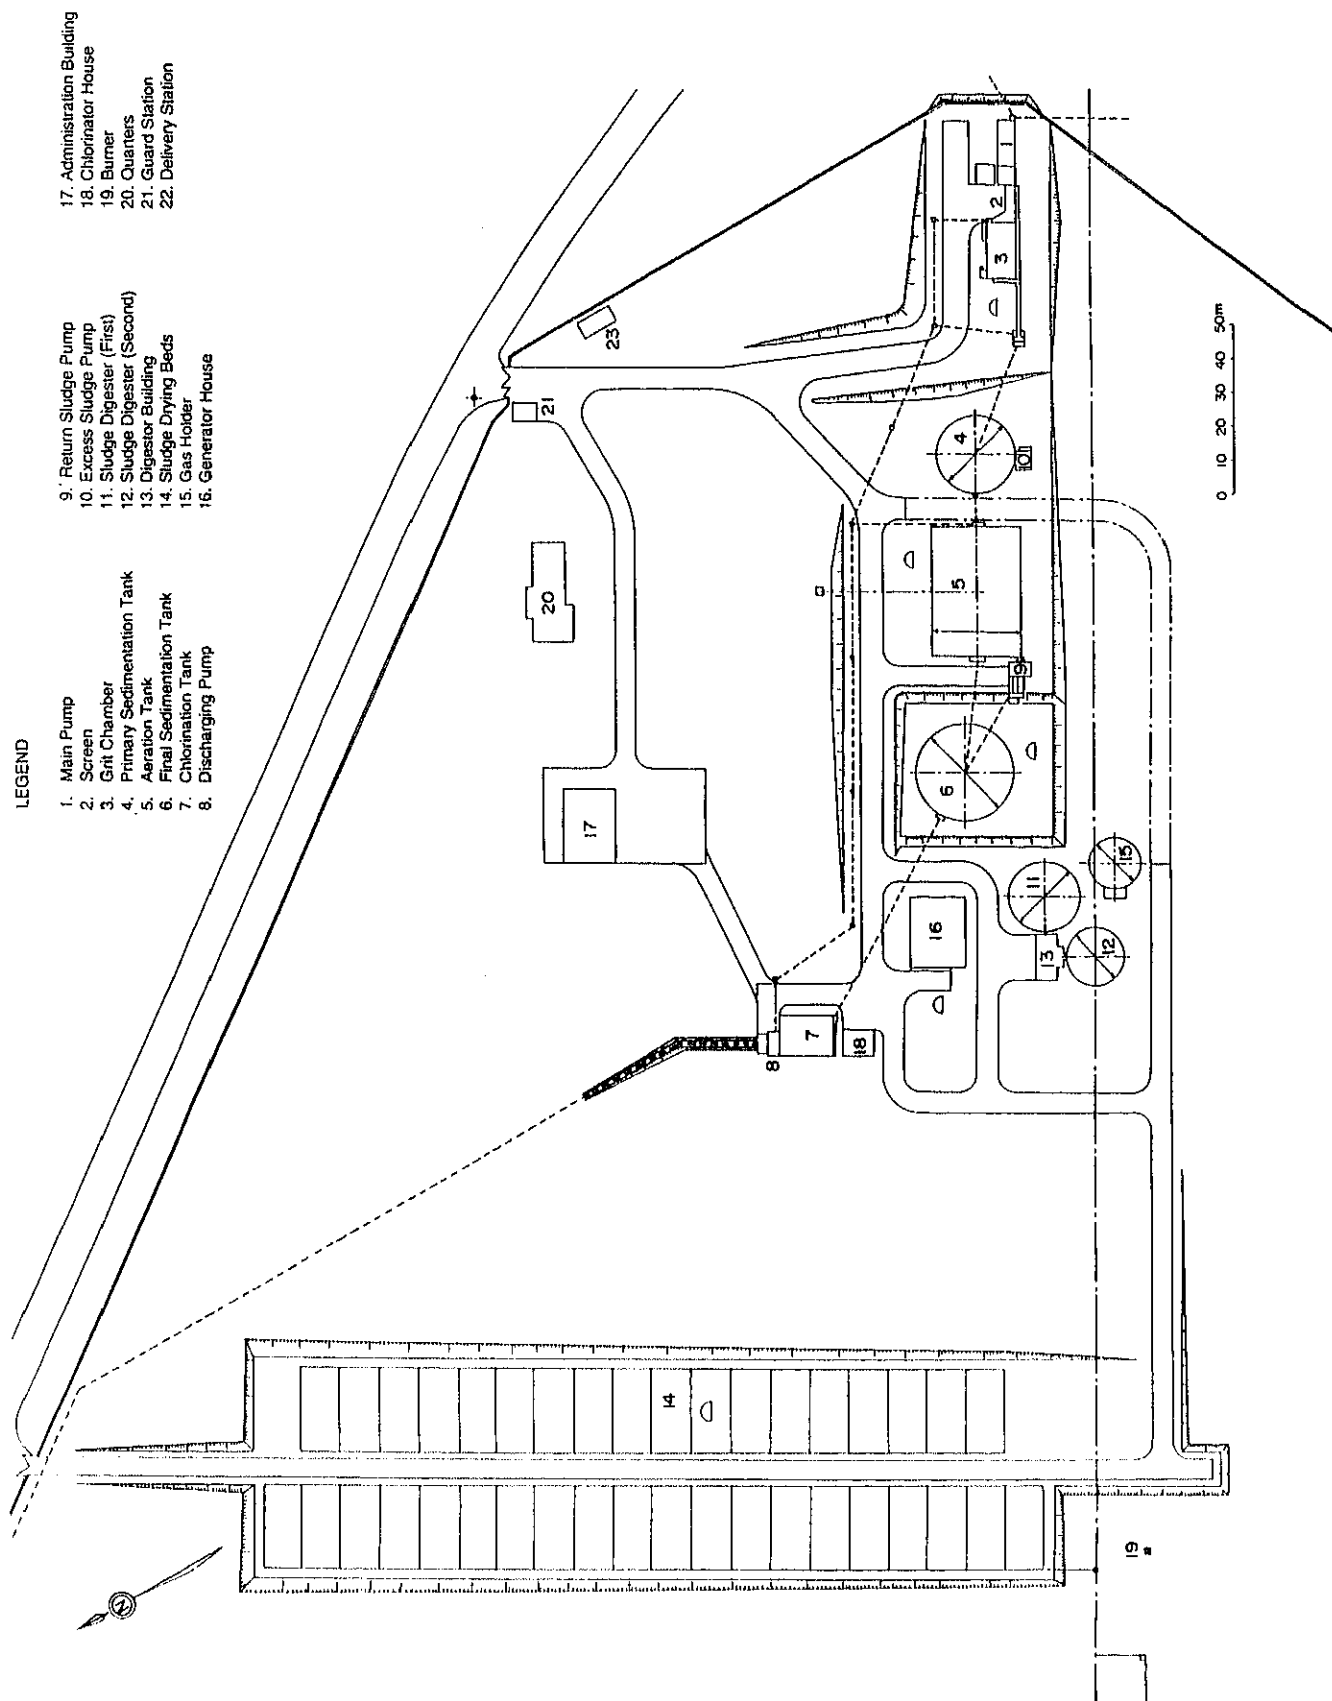 LEGEND
1. Main Pump
2. Screen
3. Grit Chamber
4. Primary Sedimentation Tank
5. Aeration Tank
6. Final Sedimentation Tank
7. Chlorination Tank
8. Discharging Pump
9. Return Sludge Pump
10. Excess Sludge Pump
11. Sludge Digester (First)
12. Sludge Digester (Second)
13. Digestor Building
14. Sludge Drying Beds
15. Gas Holder
16. Generator House
17. Administration Building
18. Chlorinator House
19. Burner
20. Quarters
21. Guard Station
22. Delivery Station
N
19
14
8
7
18
16
13
12
11
15
17
6
9
20
5
21
4
10
23
3
2
1
0 10 20 30 40 50m